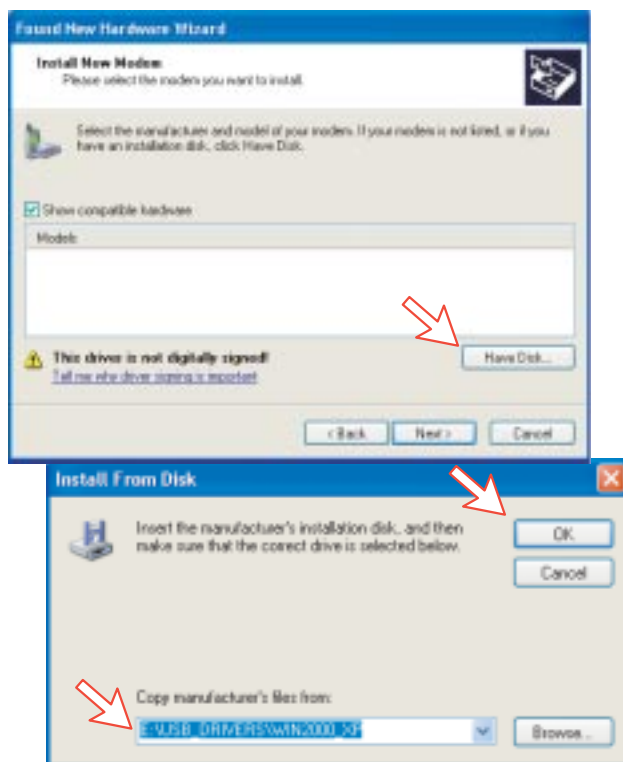 Found New Hardware Wizard
Install New Modem
Please select the modem you want to install.
Select the manufacturer and model of your modem. If your modem is not listed, or if you
have an installation disk, click Have Disk.
Show compatible hardware
Models
This driver is not digitally signed!
Have Disk...
Tell me why driver signing is important
< Back
Next >
Cancel
Install From Disk
Insert the manufacturer's installation disk, and then
make sure that the correct drive is selected below.
OK
Cancel
Copy manufacturer's files from:
E:\USB_DRIVERS\WIN2000_XP
Browse...